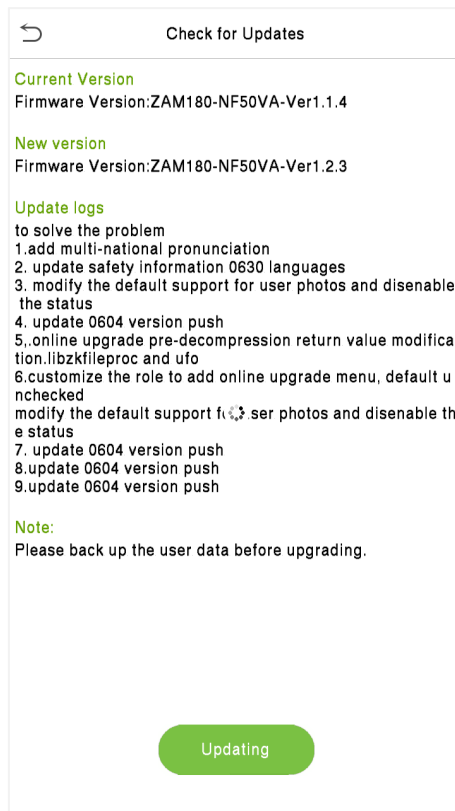 Check for Updates
Current Version
Firmware Version:ZAM180-NF50VA-Ver1.1.4
New version
Firmware Version:ZAM180-NF50VA-Ver1.2.3
Update logs
to solve the problem
1.add multi-national pronunciation
2. update safety information 0630 languages
3. modify the default support for user photos and disenable
the status
4. update 0604 version push
5,.online upgrade pre-decompression return value modifica
tion.libzkfileproc and ufo
6.customize the role to add online upgrade menu, default u
nchecked
modify the default support ser photos and disenable th
e status
7. update 0604 version push
8.update 0604 version push
9.update 0604 version push
Note:
Please back up the user data before upgrading.
Updating